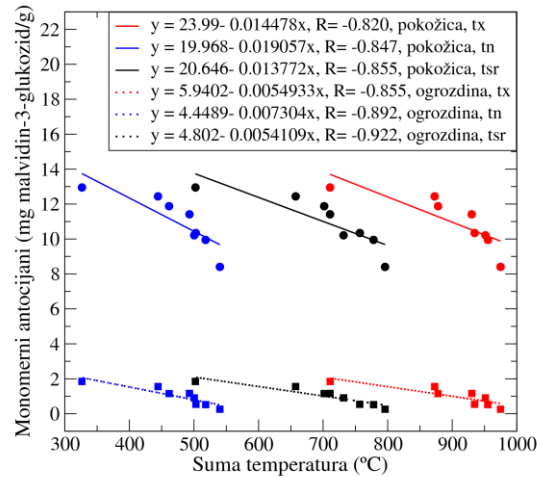 y = 23.99- 0.014478x, R= -0.820, pokožica, tx
y = 19.968- 0.019057x, R= -0.847, pokožica, tn
y = 20.646- 0.013772x, R= -0.855, pokožica, tsr
y = 5.9402- 0.0054933x, R= -0.855, ogrozdina, tx
y = 4.4489- 0.007304x, R= -0.892, ogrozdina, tn
y = 4.802- 0.0054109x, R= -0.922, ogrozdina, tsr
Monomerni antocijani (mg malvidin-3-glukozid/g)
22
20
18
16
14
12
10
8
6
4
2
0
300 400 500 600 700 800 900 1000
Suma temperatura (ºC)